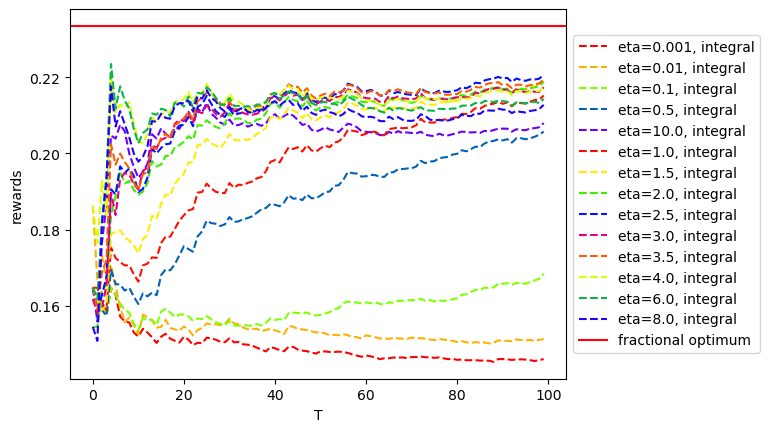 0.22
0.20
0.18
0.16
rewards
0
20
40
60
80
100
T
eta=0.001, integral
eta=0.01, integral
eta=0.1, integral
eta=0.5, integral
eta=10.0, integral
eta=1.0, integral
eta=1.5, integral
eta=2.0, integral
eta=2.5, integral
eta=3.0, integral
eta=3.5, integral
eta=4.0, integral
eta=6.0, integral
eta=8.0, integral
fractional optimum